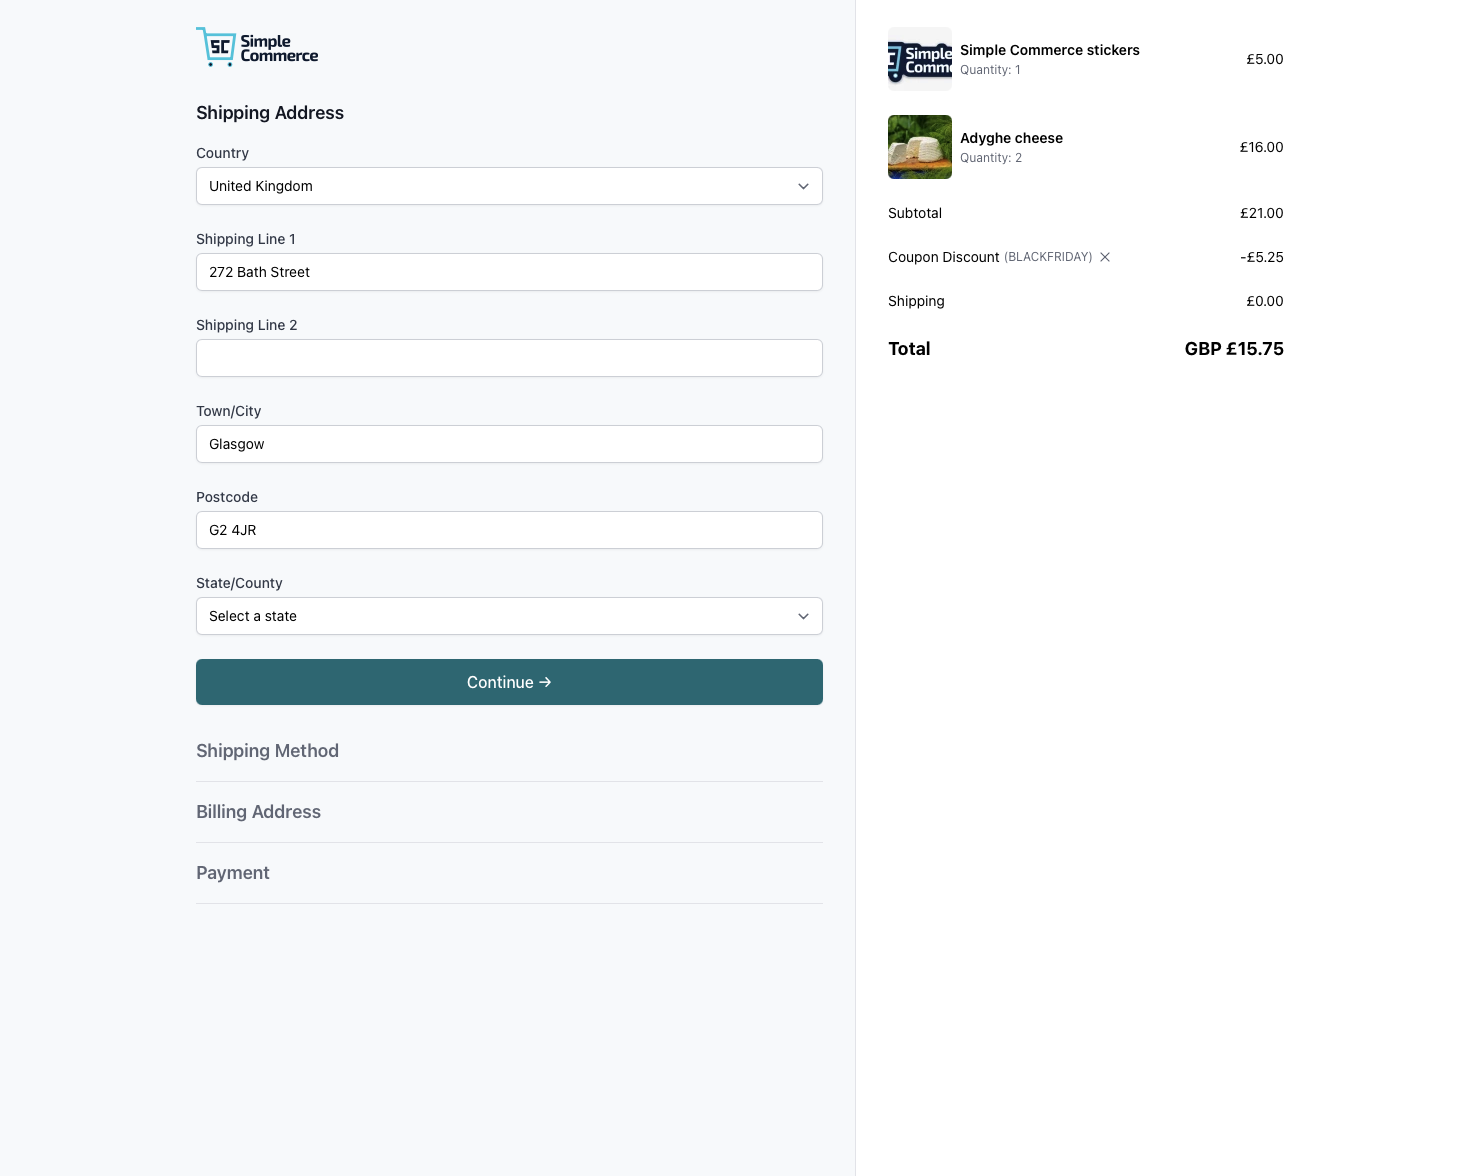 SC Simple
Commerce
Shipping Address
Country
United Kingdom
Shipping Line 1
272 Bath Street
Shipping Line 2
Town/City
Glasgow
Postcode
G2 4JR
State/County
Select a state
Continue →
Shipping Method
Billing Address
Payment
Simple
Comme
Simple Commerce stickers
Quantity: 1
£5.00
Adyghe cheese
Quantity: 2
£16.00
Subtotal £21.00
Coupon Discount (BLACKFRIDAY) -£5.25
Shipping £0.00
Total GBP £15.75